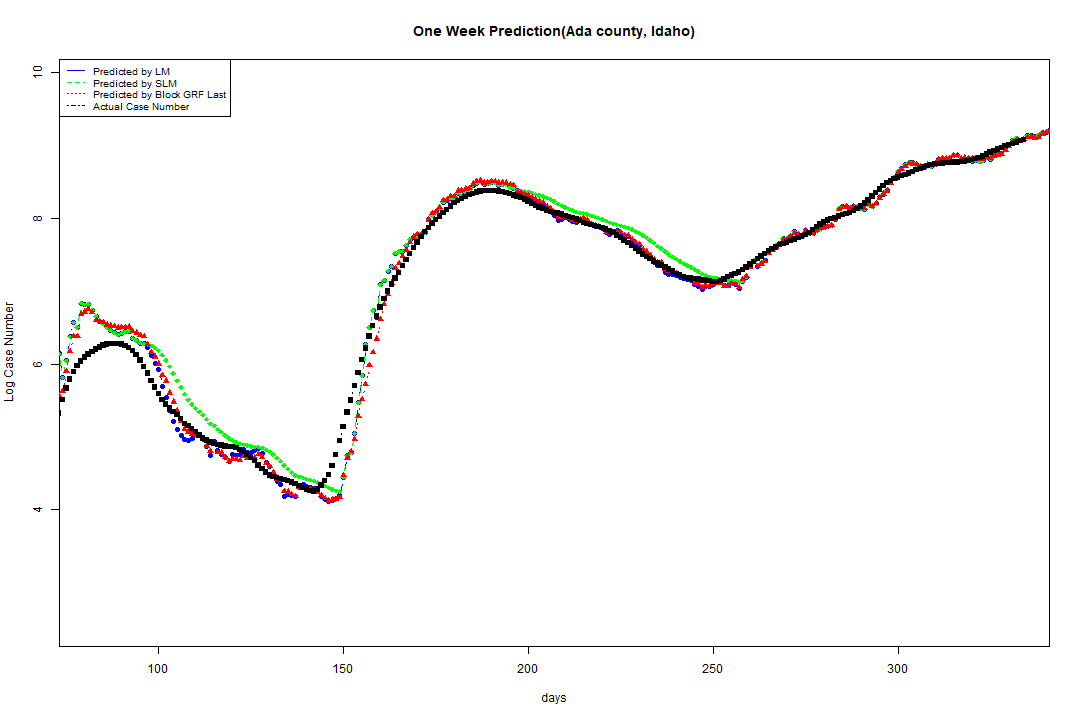 One Week Prediction(Ada county, Idaho)
Predicted by LM
Predicted by SLM
Predicted by Block GRF Last
Actual Case Number
10
8
6
4
Log Case Number
100 150 200 250 300
days